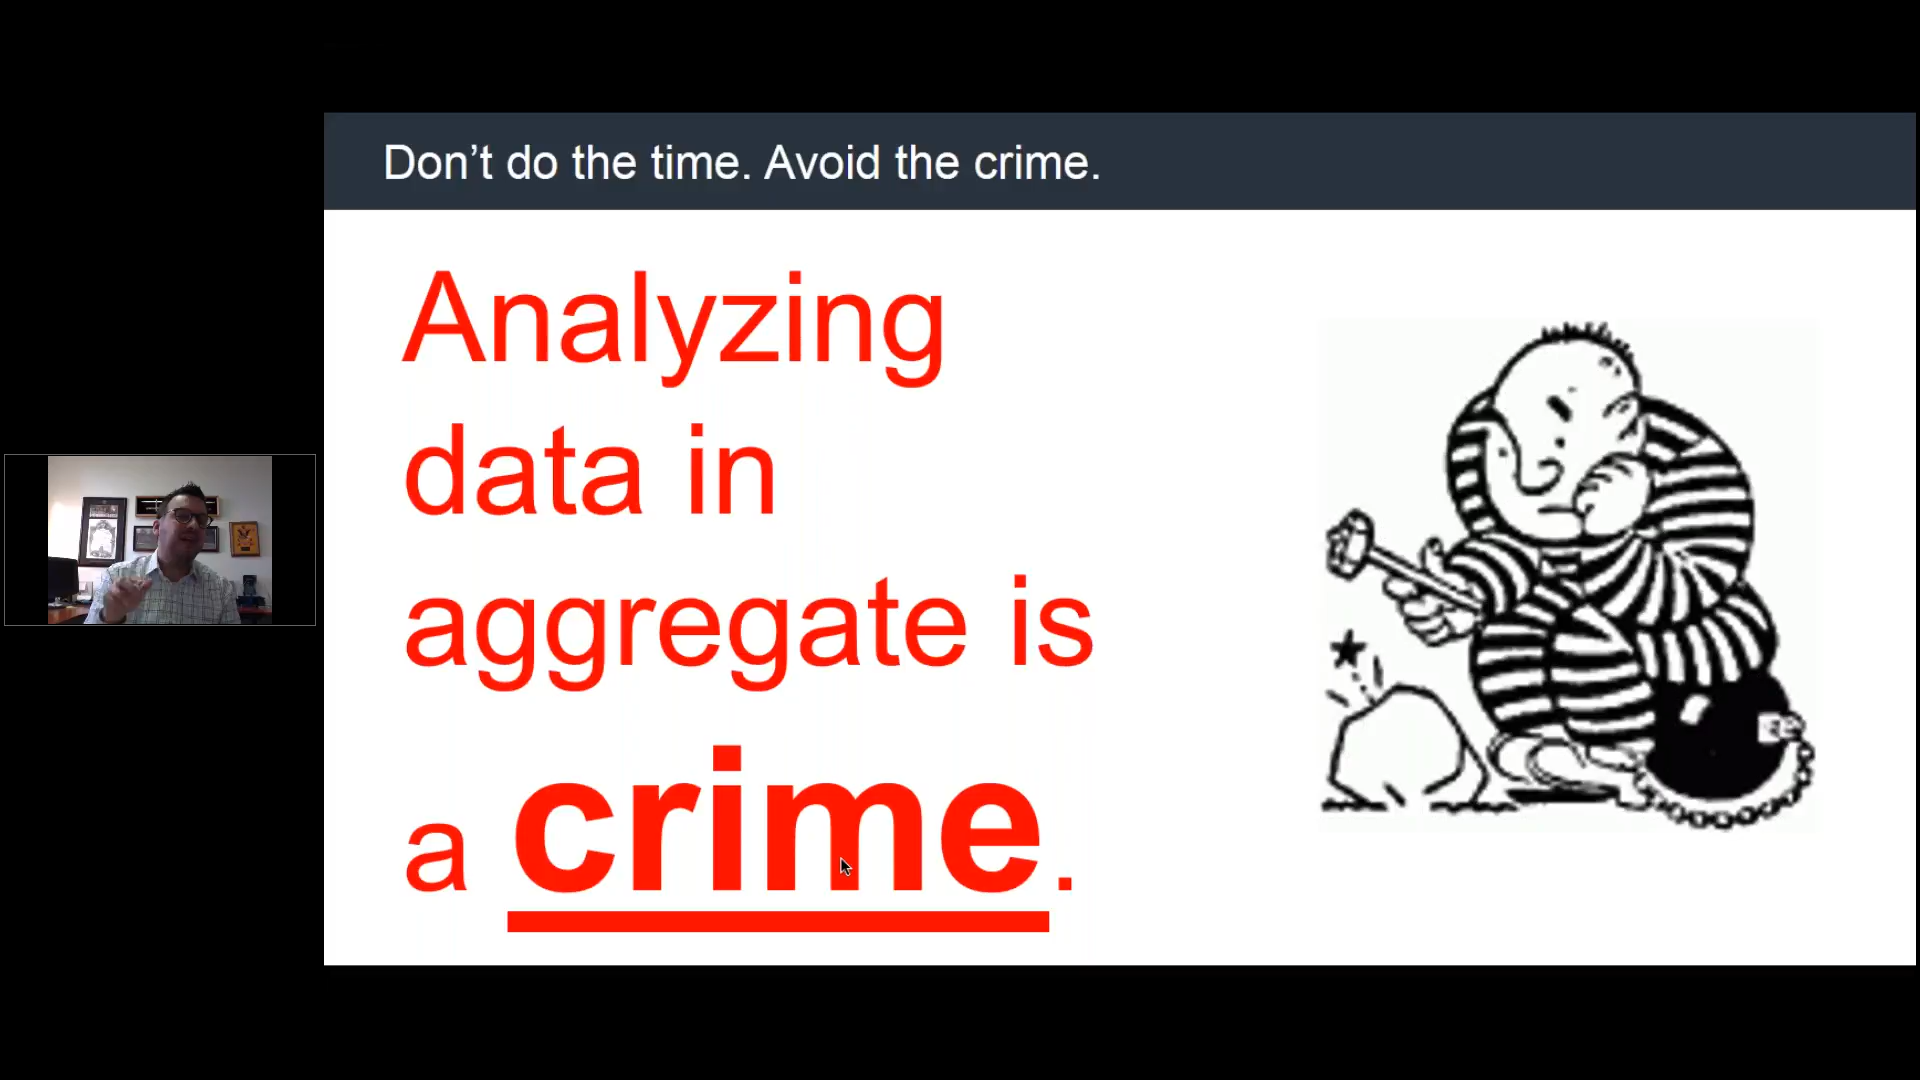 Don’t do the time. Avoid the crime.
Analyzing
data in
aggregate is
a crime.